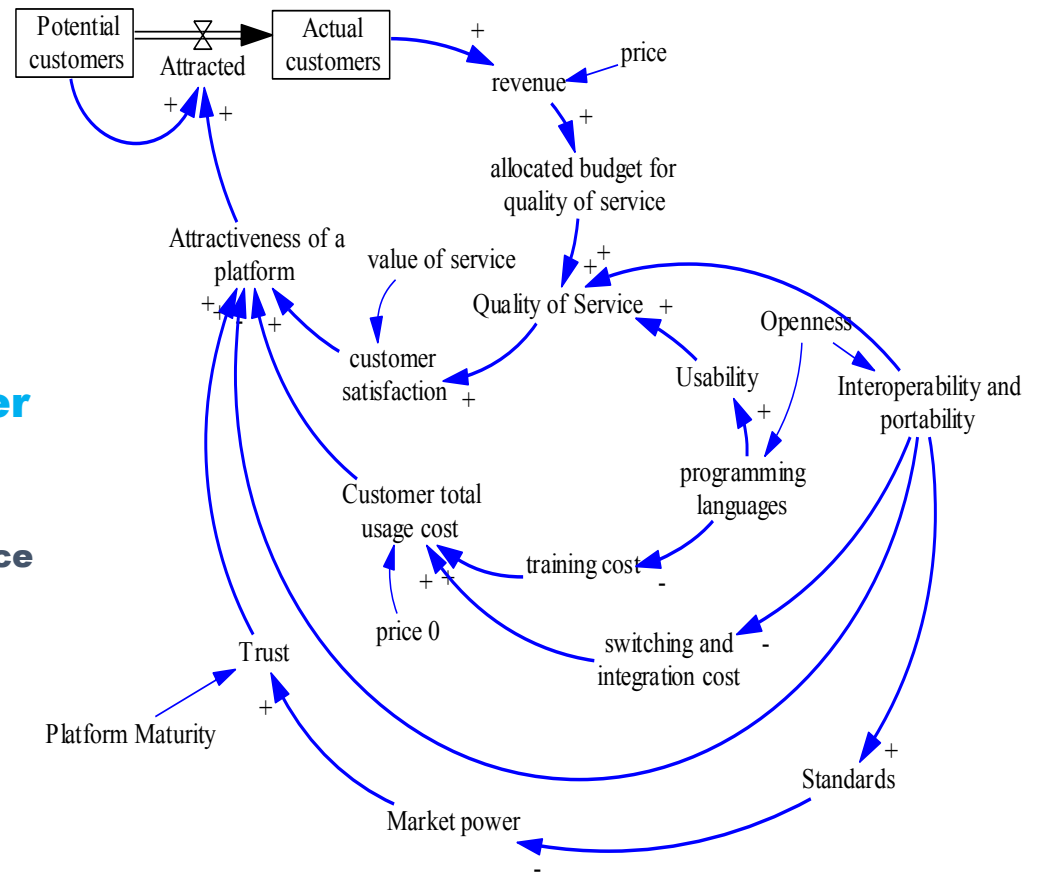 Potential
customers
Attracted
Actual
customers
+
price
revenue
+
+
+
allocated budget for
quality of service
Attractiveness of a
platform
value of service
+
+
Quality of Service
+
Openness
+
+
-
+
customer
satisfaction
+
Usability
+
Interoperability and
portability
er
programming
languages
Customer total
usage cost
ce
training cost
-
+
+
price 0
switching and
integration cost
-
Trust
+
Platform Maturity
+
Standards
Market power
-